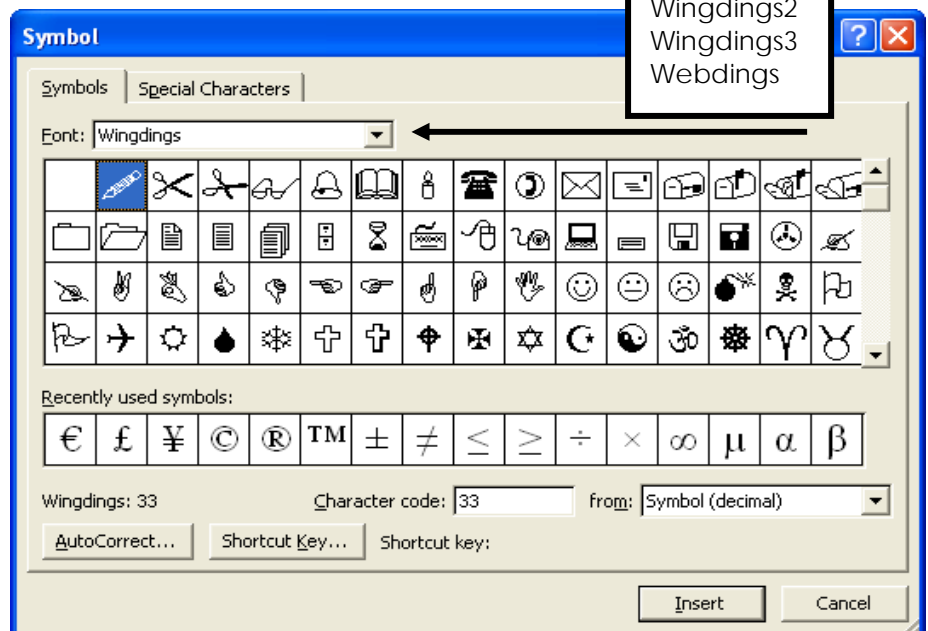 Wingdings2
Wingdings3
Webdings
Symbol
Symbols Special Characters
Font: Wingdings
Recently used symbols:
€ £ ¥ © ® TM ± ≠ ≤ ≥ ÷ × ∞ µ α β
Wingdings: 33 Character code: 33 from: Symbol (decimal)
AutoCorrect... Shortcut Key... Shortcut key:
Insert Cancel